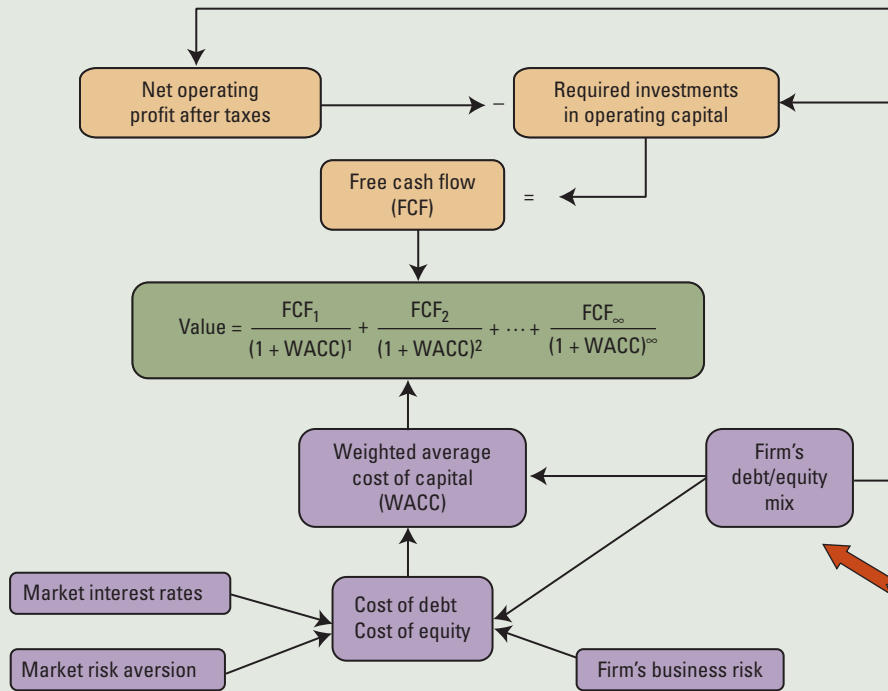 Net operating
profit after taxes
−
Required investments
in operating capital
Free cash flow
(FCF)
=
Value = FCF₁/(1 + WACC)¹ + FCF₂/(1 + WACC)² + ⋯ + FCF∞/(1 + WACC)^∞
Weighted average
cost of capital
(WACC)
Firm's
debt/equity
mix
Market interest rates
Cost of debt
Cost of equity
Market risk aversion
Firm's business risk